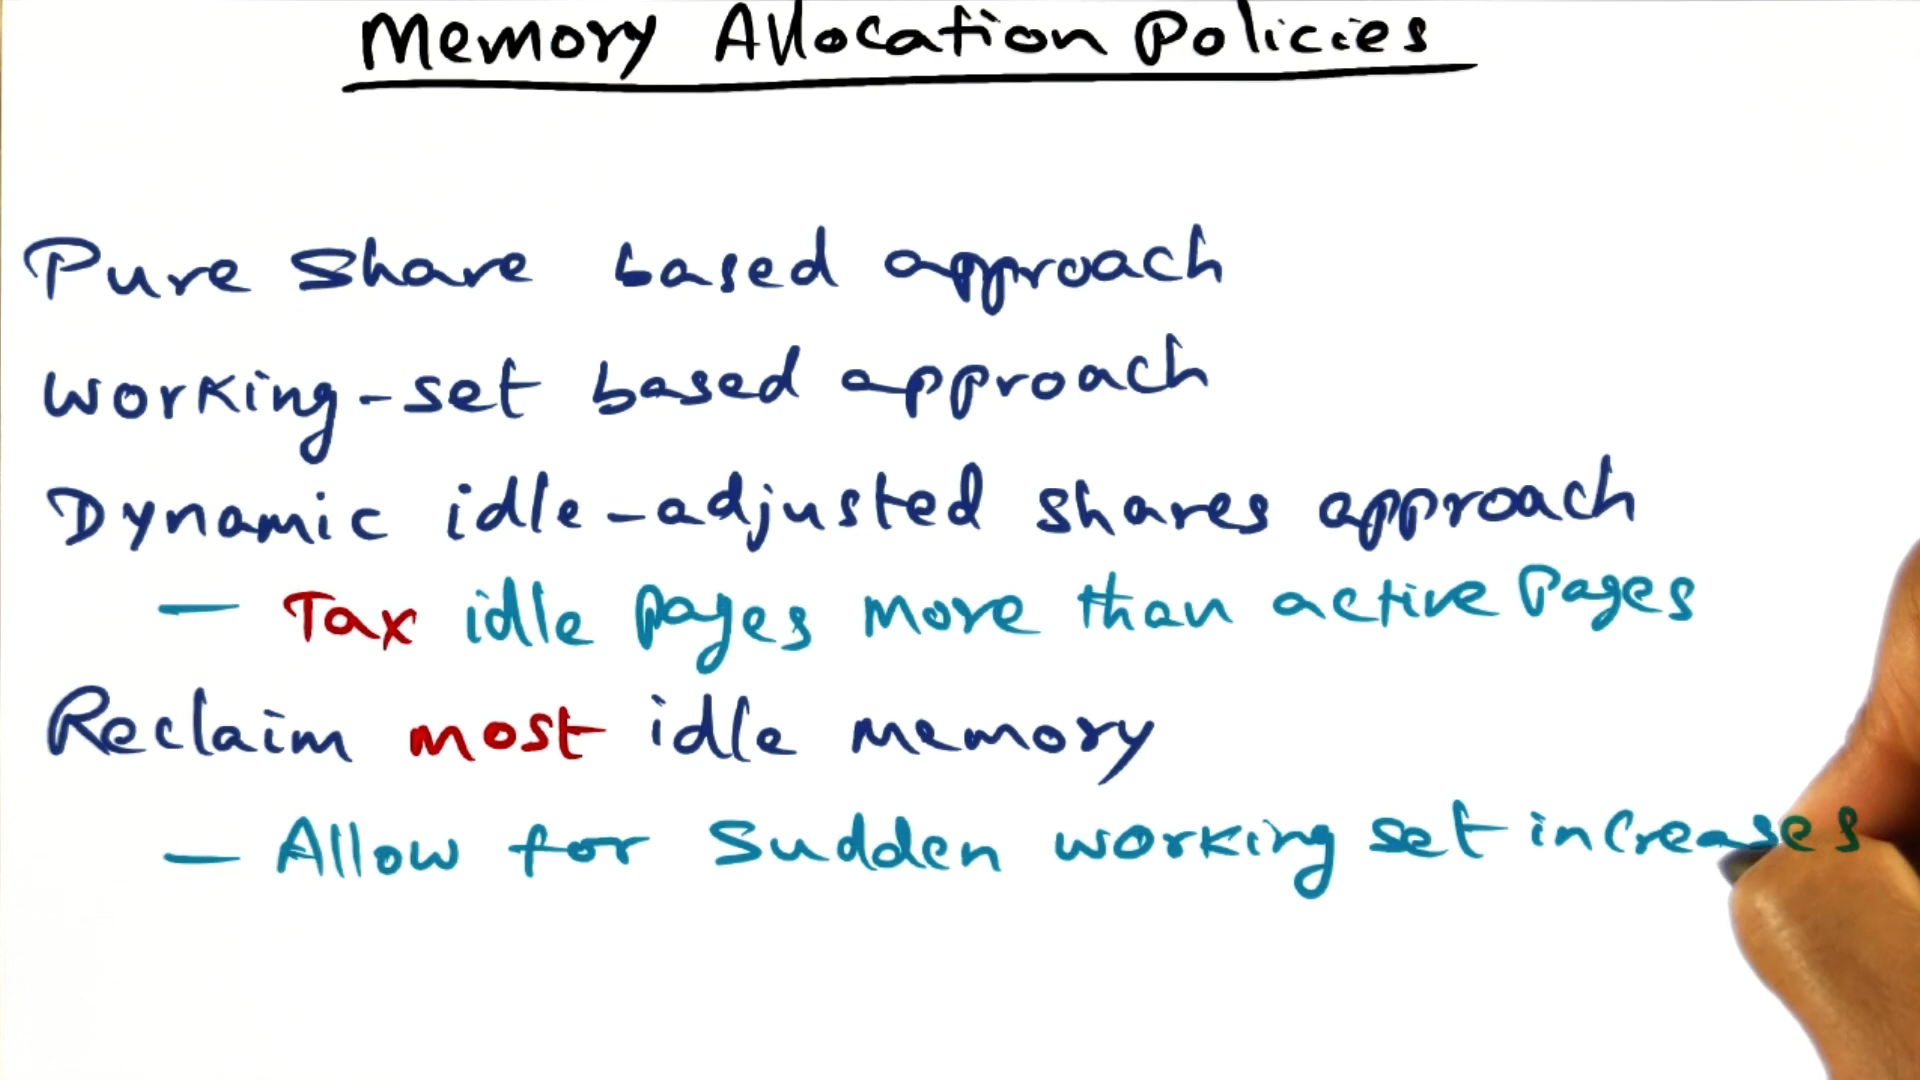 Memory Allocation Policies
Pure Share based approach
Working-set based approach
Dynamic idle-adjusted shares approach
— Tax idle pages more than active Pages
Reclaim most idle memory
— Allow for Sudden working set increases